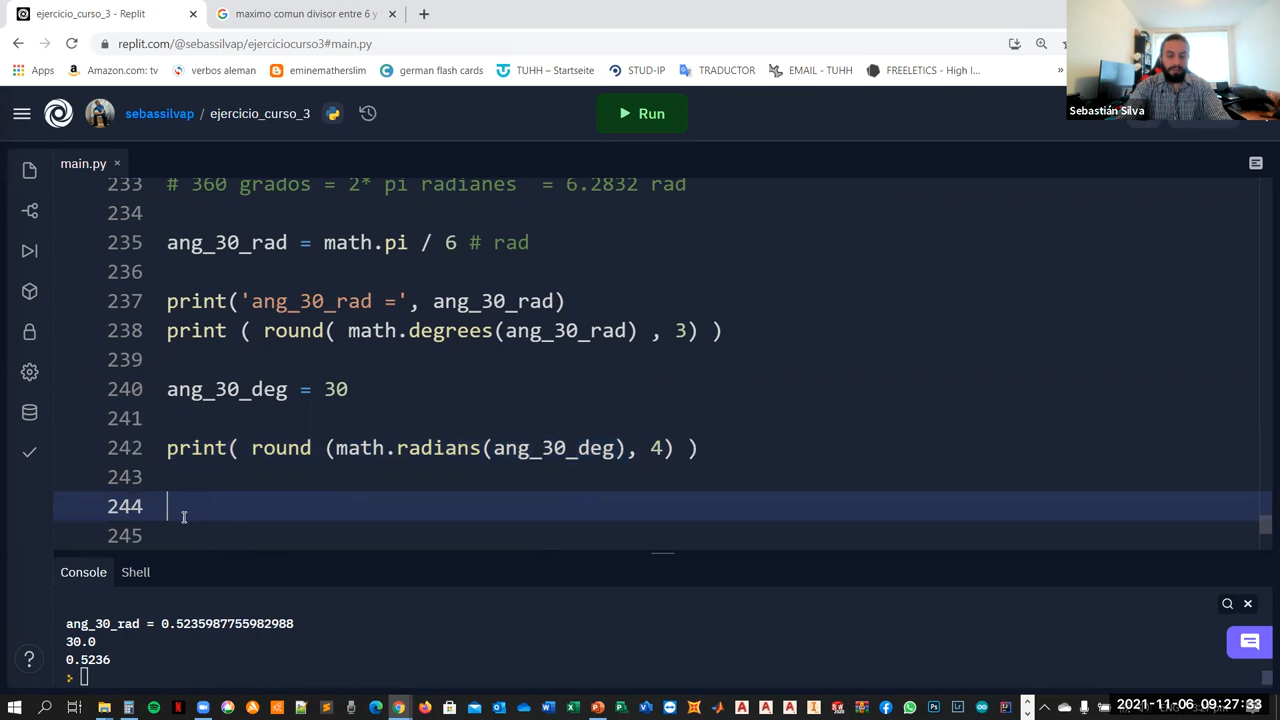 ejercicio_curso_3 - Replit
maximo comun divisor entre 6 y
replit.com/@sebassilvap/ejerciciocurso3#main.py
Apps
Amazon.com: tv
verbos aleman
eminemathslim
german flash cards
TUHH – Startseite
STUD-IP
TRADUCTOR
EMAIL - TUHH
FREELETICS - High I...
»
Sebastián Silva
sebassilvap / ejercicio_curso_3
Run
main.py
233 # 360 grados = 2* pi radianes = 6.2832 rad
234
235 ang_30_rad = math.pi / 6 # rad
236
237 print('ang_30_rad =', ang_30_rad)
238 print ( round( math.degrees(ang_30_rad) , 3) )
239
240 ang_30_deg = 30
241
242 print( round (math.radians(ang_30_deg), 4) )
243
244
245
Console
Shell
ang_30_rad = 0.5235987755982988
30.0
0.5236
2021-11-06 09:27:33